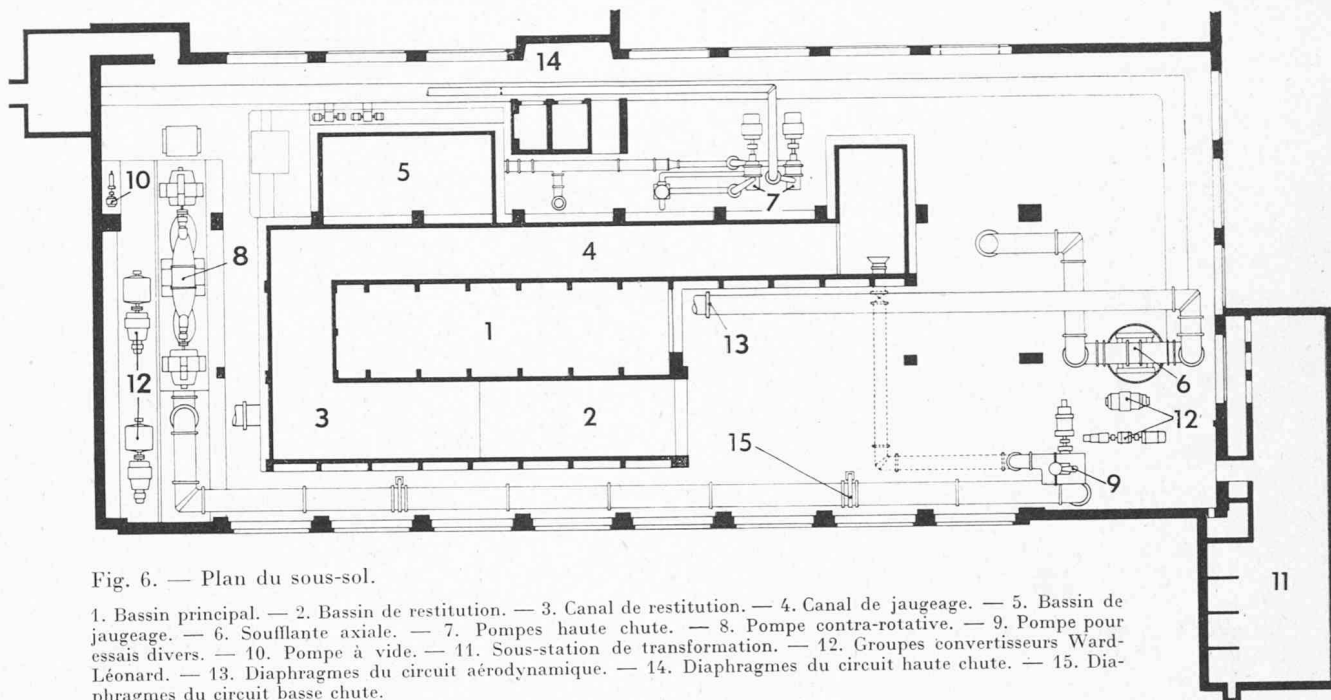 14
10
5
7
8
4
1
13
6
12
12
3
2
15
9
11
Fig. 6. — Plan du sous-sol.
1. Bassin principal. — 2. Bassin de restitution. — 3. Canal de restitution. — 4. Canal de jaugeage. — 5. Bassin de
jaugeage. — 6. Soufflante axiale. — 7. Pompes haute chute. — 8. Pompe contra-rotative. — 9. Pompe pour
essais divers. — 10. Pompe à vide. — 11. Sous-station de transformation. — 12. Groupes convertisseurs Ward-
Léonard. — 13. Diaphragmes du circuit aérodynamique. — 14. Diaphragmes du circuit haute chute. — 15. Dia-
phragmes du circuit basse chute.